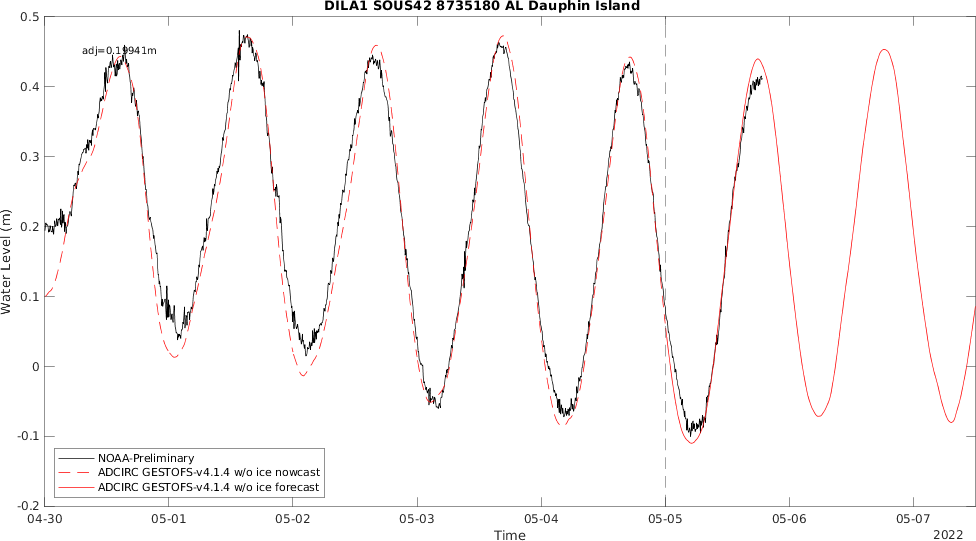 DILA1 SOUS42 8735180 AL Dauphin Island
adj=0.19941m
Water Level (m)
0.5
0.4
0.3
0.2
0.1
0
-0.1
-0.2
NOAA-Preliminary
ADCIRC GESTOFS-v4.1.4 w/o ice nowcast
ADCIRC GESTOFS-v4.1.4 w/o ice forecast
04-30 05-01 05-02 05-03 05-04 05-05 05-06 05-07
Time
2022